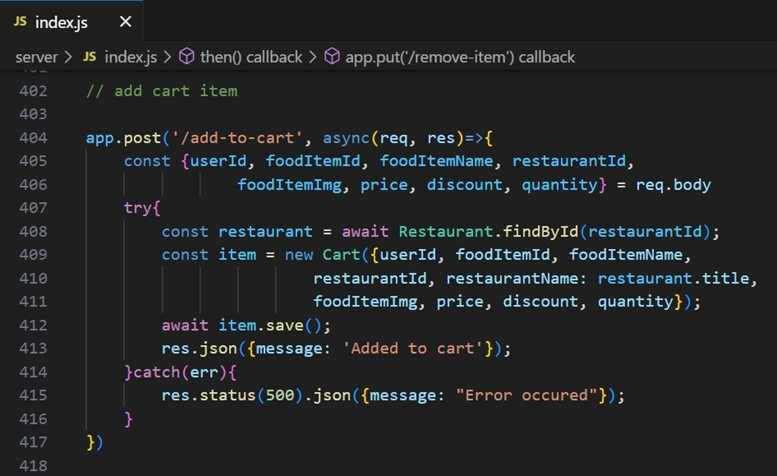 JS index.js ×
server > JS index.js > then() callback > app.put('/remove-item') callback
401
402 // add cart item
403
404 app.post('/add-to-cart', async(req, res)=>{
405 const {userId, foodItemId, foodItemName, restaurantId,
406 foodItemImg, price, discount, quantity} = req.body
407 try{
408 const restaurant = await Restaurant.findById(restaurantId);
409 const item = new Cart({userId, foodItemId, foodItemName,
410 restaurantId, restaurantName: restaurant.title,
411 foodItemImg, price, discount, quantity});
412 await item.save();
413 res.json({message: 'Added to cart'});
414 }catch(err){
415 res.status(500).json({message: "Error occured"});
416 }
417 })
418